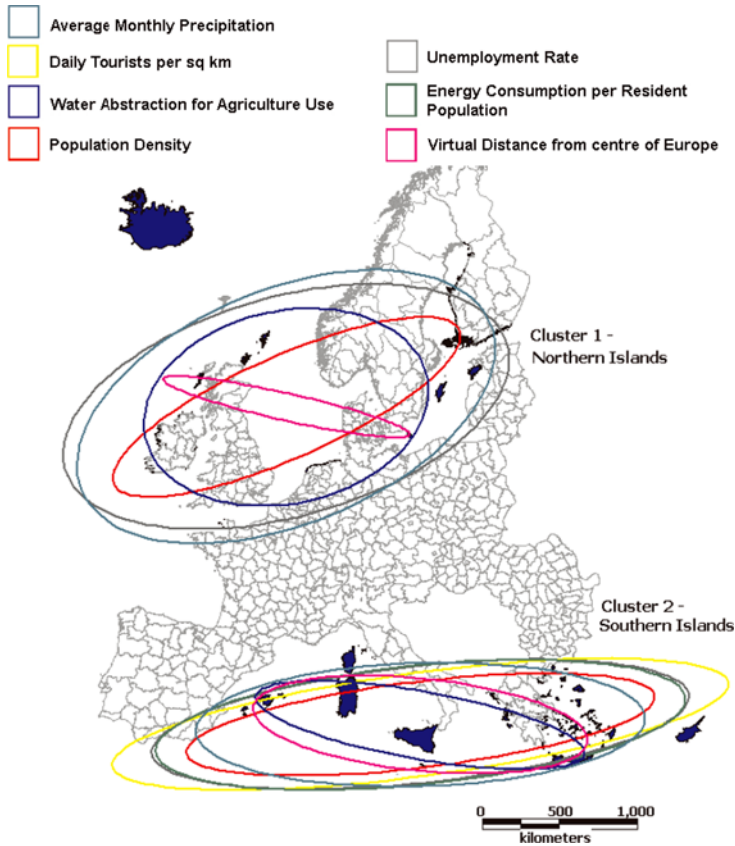 Average Monthly Precipitation
Daily Tourists per sq km
Water Abstraction for Agriculture Use
Population Density
Unemployment Rate
Energy Consumption per Resident
Population
Virtual Distance from centre of Europe
Cluster 1 -
Northern Islands
Cluster 2 -
Southern Islands
0 500 1,000
kilometers